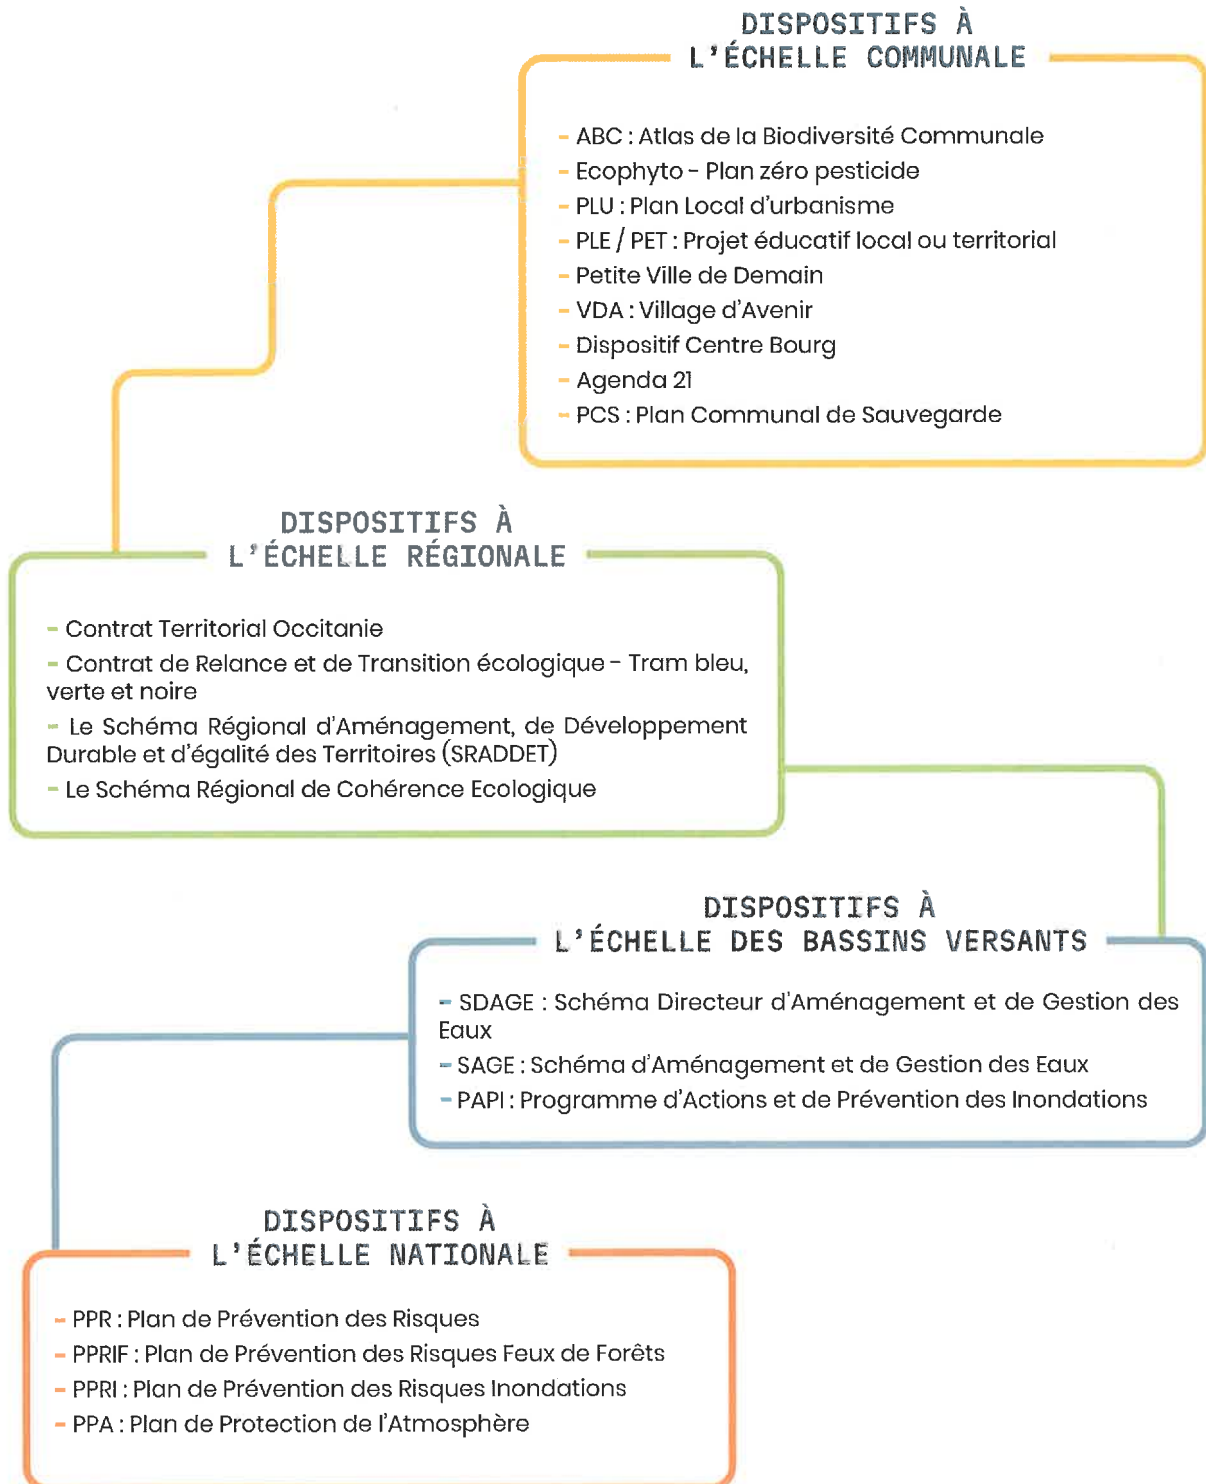 DISPOSITIFS À
L'ÉCHELLE COMMUNALE
- ABC : Atlas de la Biodiversité Communale
- Ecophyto - Plan zéro pesticide
- PLU : Plan Local d'urbanisme
- PLE / PET : Projet éducatif local ou territorial
- Petite Ville de Demain
- VDA : Village d'Avenir
- Dispositif Centre Bourg
- Agenda 21
- PCS : Plan Communal de Sauvegarde
DISPOSITIFS À
L'ÉCHELLE RÉGIONALE
- Contrat Territorial Occitanie
- Contrat de Relance et de Transition écologique - Tram bleu,
verte et noire
- Le Schéma Régional d'Aménagement, de Développement
Durable et d'égalité des Territoires (SRADDET)
- Le Schéma Régional de Cohérence Ecologique
DISPOSITIFS À
L'ÉCHELLE DES BASSINS VERSANTS
- SDAGE : Schéma Directeur d'Aménagement et de Gestion des
Eaux
- SAGE : Schéma d'Aménagement et de Gestion des Eaux
- PAPI : Programme d'Actions et de Prévention des Inondations
DISPOSITIFS À
L'ÉCHELLE NATIONALE
- PPR : Plan de Prévention des Risques
- PPRIF : Plan de Prévention des Risques Feux de Forêts
- PPRI : Plan de Prévention des Risques Inondations
- PPA : Plan de Protection de l'Atmosphère